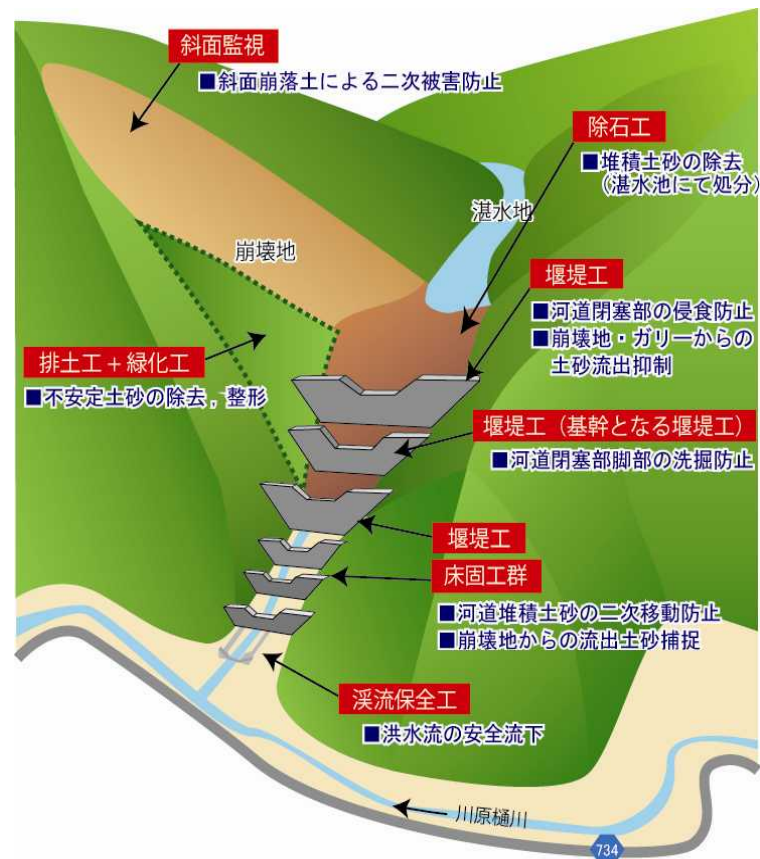 斜面監視
■斜面崩落土による二次被害防止
除石工
■堆積土砂の除去
(湛水池にて処分)
湛水地
崩壊地
堰堤工
■河道閉塞部の侵食防止
■崩壊地・ガリーからの
土砂流出抑制
排土工+緑化工
■不安定土砂の除去，整形
堰堤工（基幹となる堰堤工）
■河道閉塞部脚部の洗掘防止
堰堤工
床固工群
■河道堆積土砂の二次移動防止
■崩壊地からの流出土砂捕捉
渓流保全工
■洪水流の安全流下
川原樋川
734